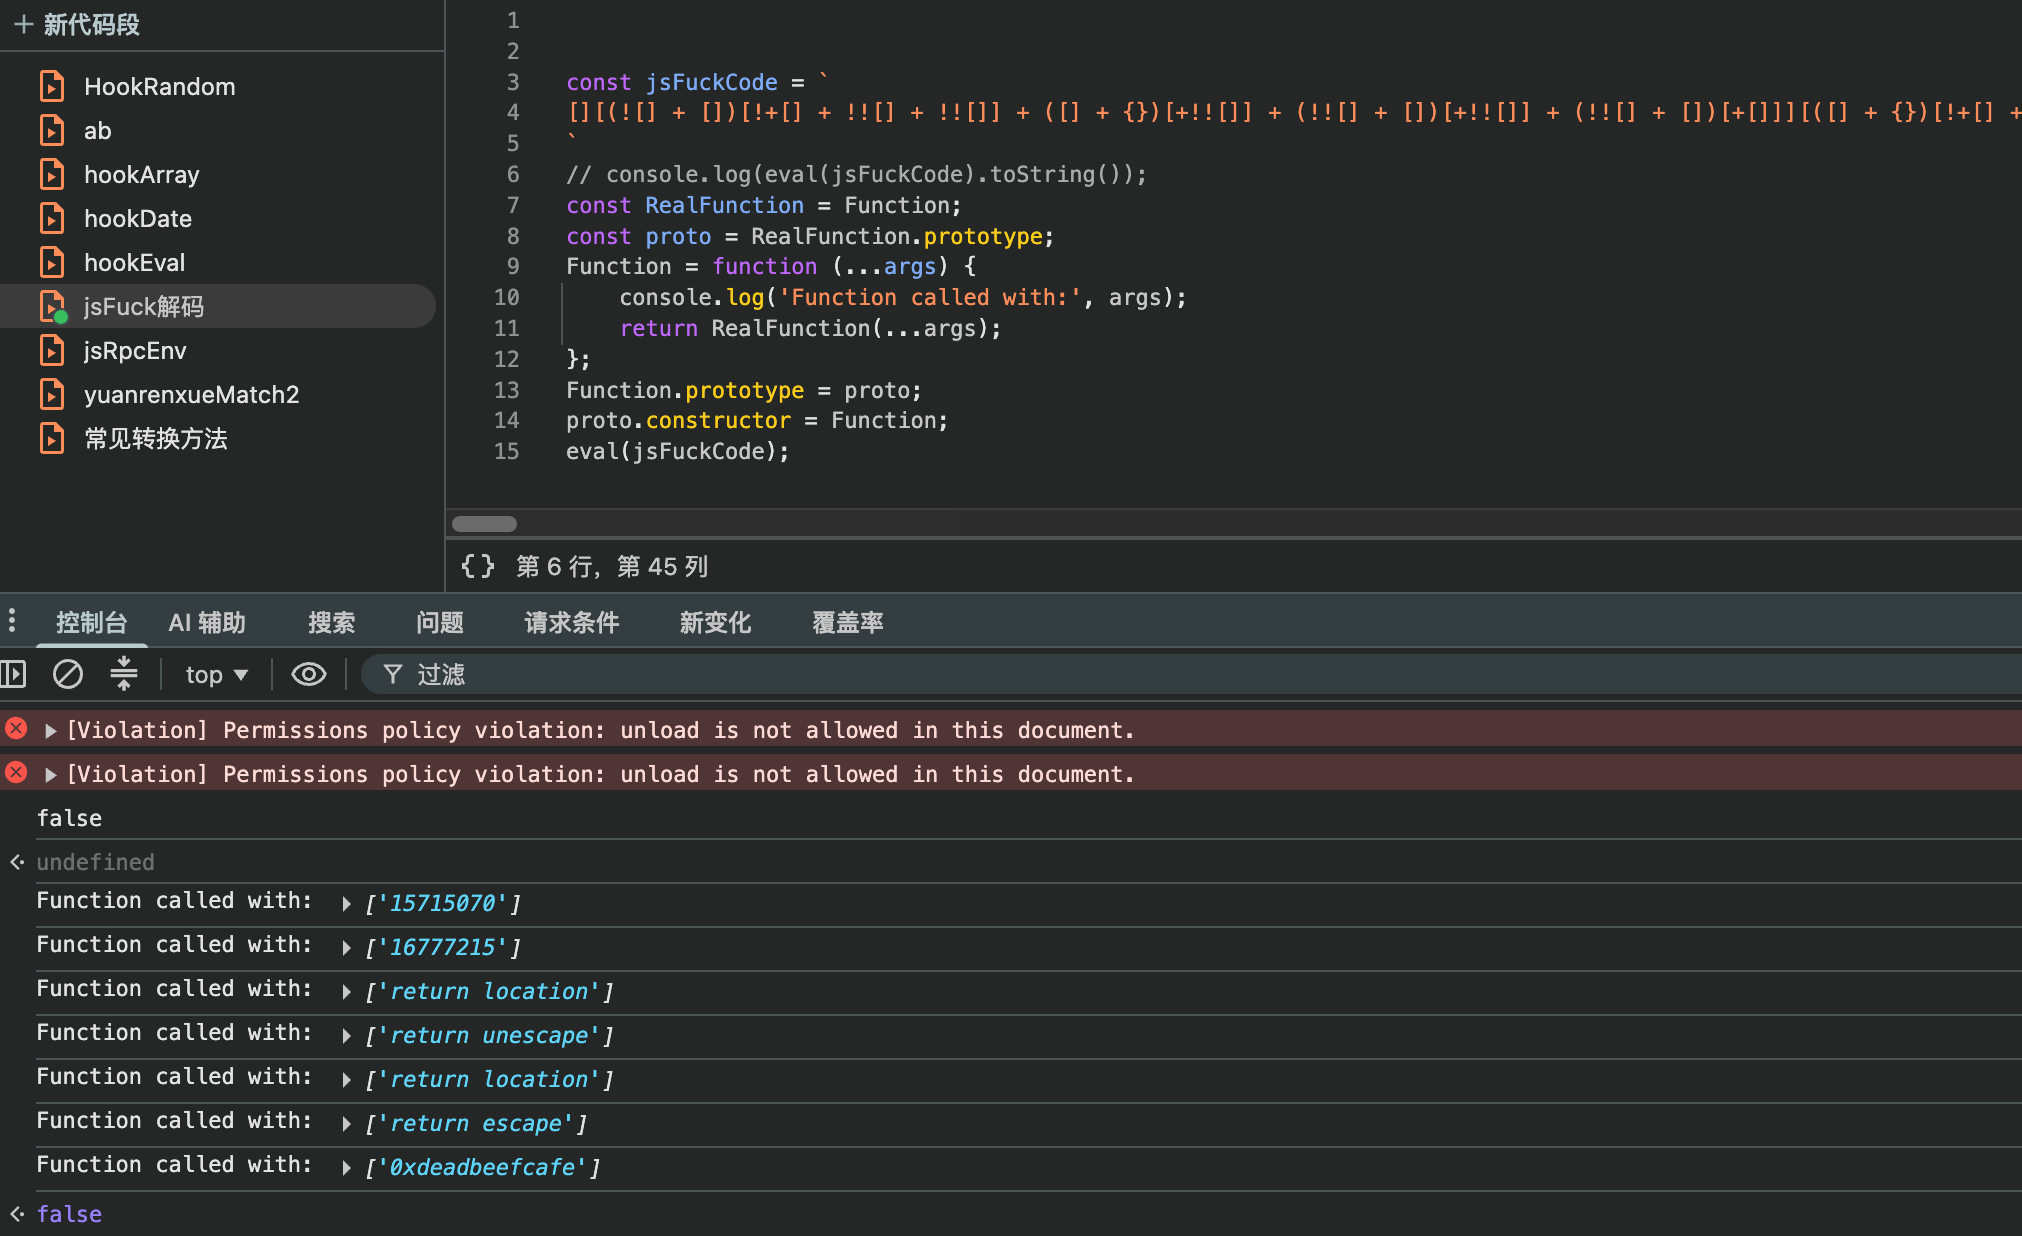 新代码段
HookRandom
ab
hookArray
hookDate
hookEval
jsFuck解码
jsRpcEnv
yuanrenxueMatch2
常见转换方法
1
2
3 const jsFuckCode = `
4 [][(![] + [])[!+[] + !![] + !![]] + ([] + {})[+!![]] + (!![] + [])[+!![]] + (!![] + [])[+[]]][([] + {})[!+[] +
5 `
6 // console.log(eval(jsFuckCode).toString());
7 const RealFunction = Function;
8 const proto = RealFunction.prototype;
9 Function = function (...args) {
10 console.log('Function called with:', args);
11 return RealFunction(...args);
12 };
13 Function.prototype = proto;
14 proto.constructor = Function;
15 eval(jsFuckCode);
{} 第 6 行，第 45 列
控制台 AI 辅助 搜索 问题 请求条件 新变化 覆盖率
top 过滤
[Violation] Permissions policy violation: unload is not allowed in this document.
[Violation] Permissions policy violation: unload is not allowed in this document.
false
undefined
Function called with: ['15715070']
Function called with: ['16777215']
Function called with: ['return location']
Function called with: ['return unescape']
Function called with: ['return location']
Function called with: ['return escape']
Function called with: ['0xdeadbeefcafe']
false